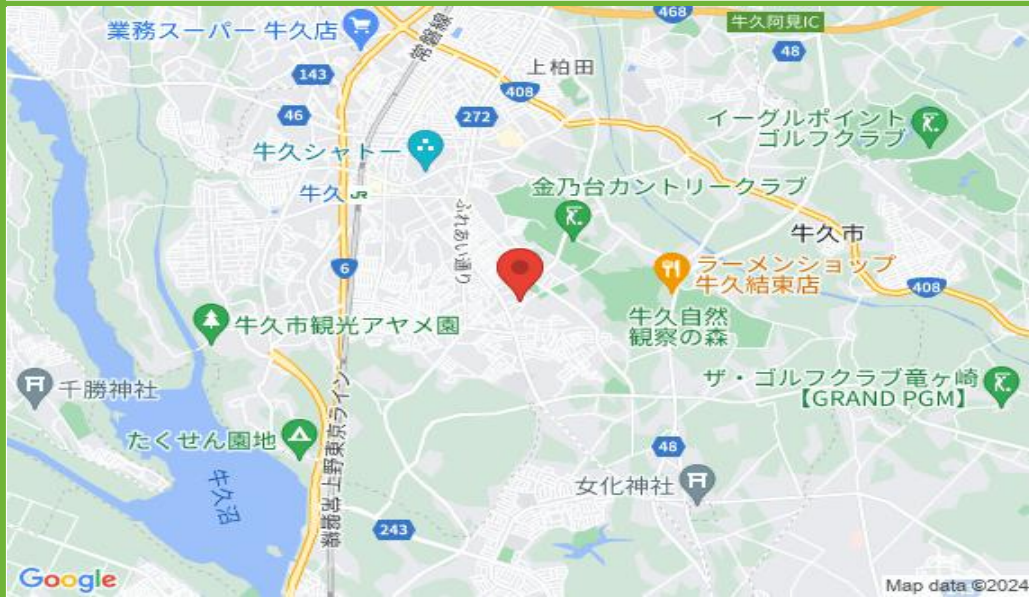 業務スーパー 牛久店
常磐線
468
牛久阿見IC
48
143
上柏田
408
46
272
イーグルポイント
ゴルフクラブ
牛久シャトー
金乃台カントリークラブ
牛久 JR
ふれあい通り
牛久市
6
ラーメンショップ
牛久結束店
408
牛久市観光アヤメ園
牛久自然
観察の森
千勝神社
ザ・ゴルフクラブ竜ヶ崎
【GRAND PGM】
たくせん園地
上野東京ライン
48
牛久沼
女化神社
243
Google
Map data ©2024